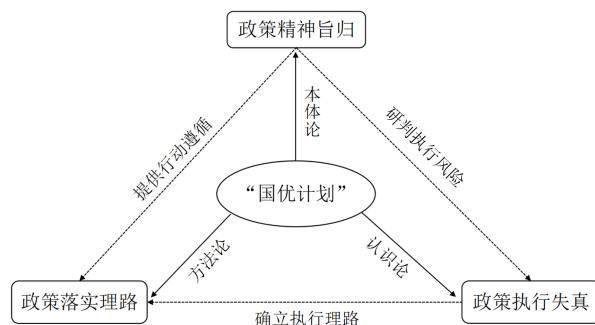 政策精神旨归
本体论
提供行动遵循
研判执行风险
“国优计划”
方法论
认识论
政策落实理路
政策执行失真
确立执行理路